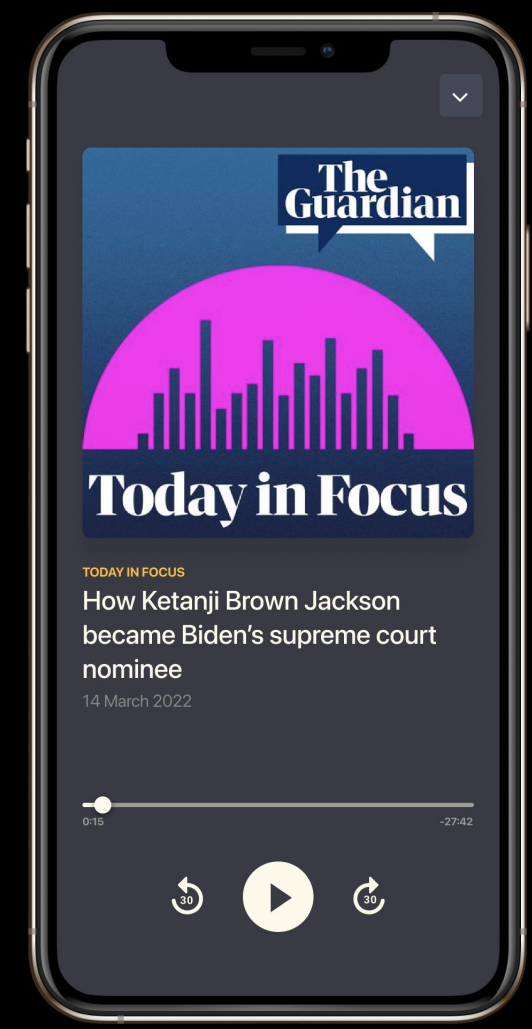 The
Guardian
Today in Focus
TODAY IN FOCUS
How Ketanji Brown Jackson
became Biden’s supreme court
nominee
14 March 2022
0:15 -27:42
30 30